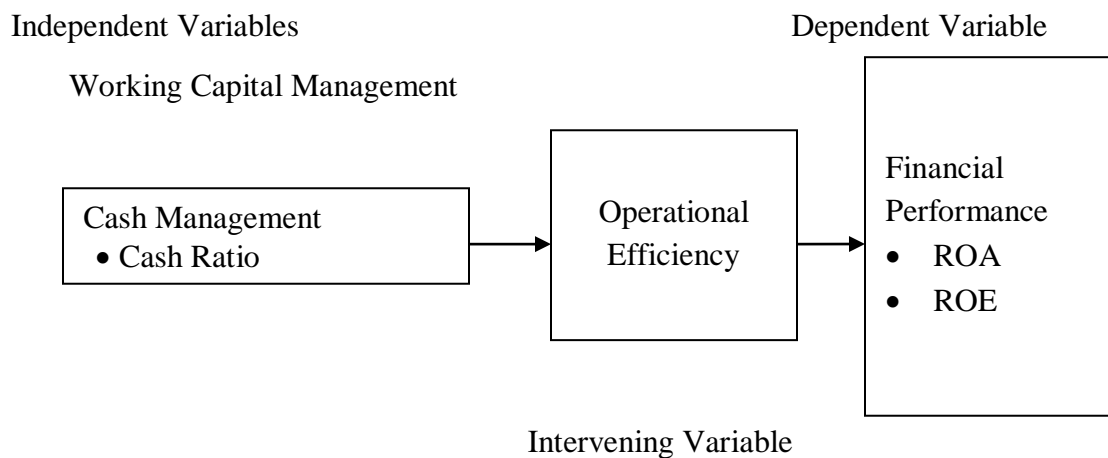 Independent Variables
Dependent Variable
Working Capital Management
Cash Management
• Cash Ratio
Operational
Efficiency
Financial
Performance
• ROA
• ROE
Intervening Variable